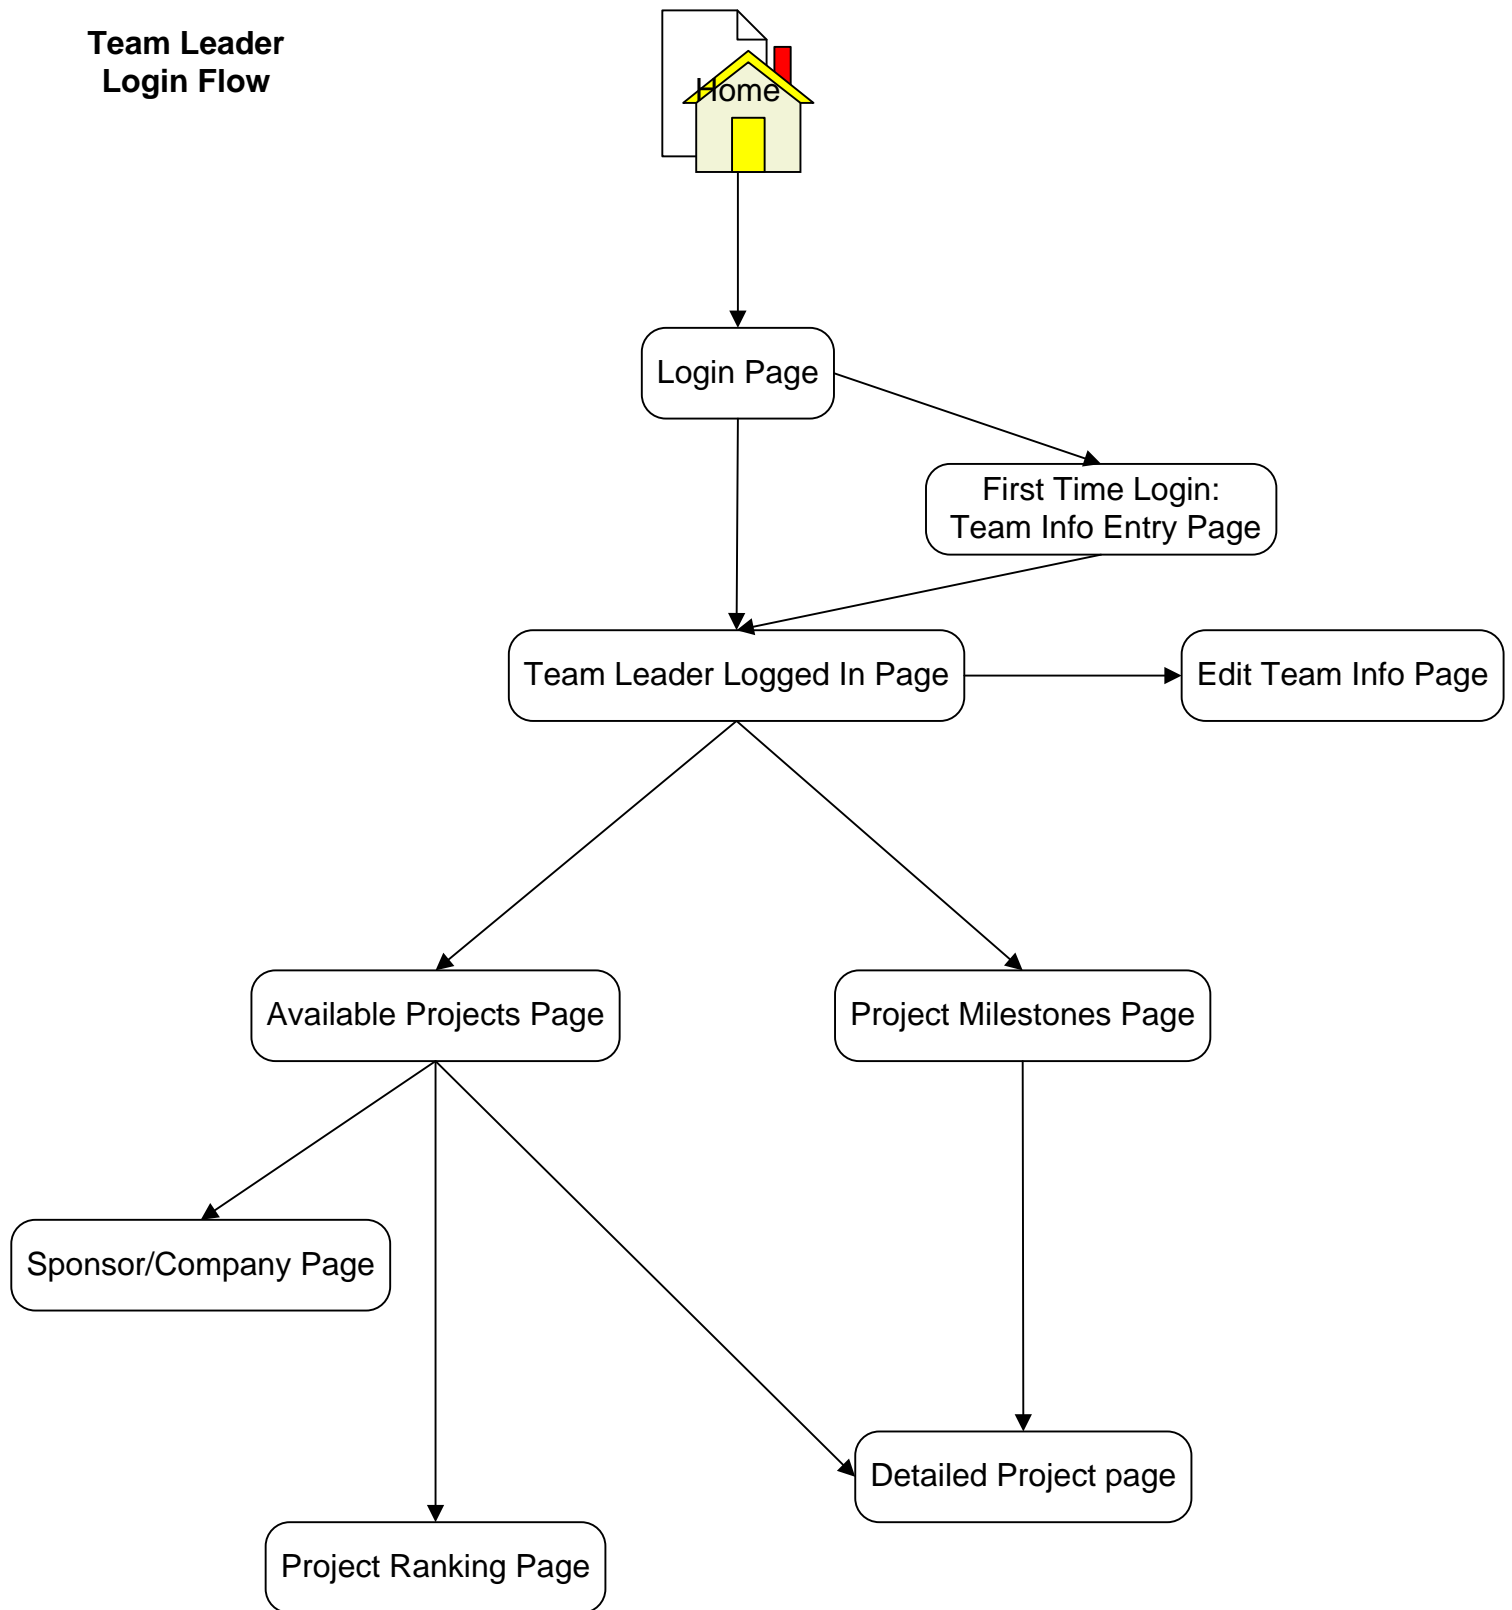 Team Leader
Login Flow
Home
Login Page
First Time Login:
Team Info Entry Page
Team Leader Logged In Page
Edit Team Info Page
Available Projects Page
Project Milestones Page
Sponsor/Company Page
Detailed Project page
Project Ranking Page